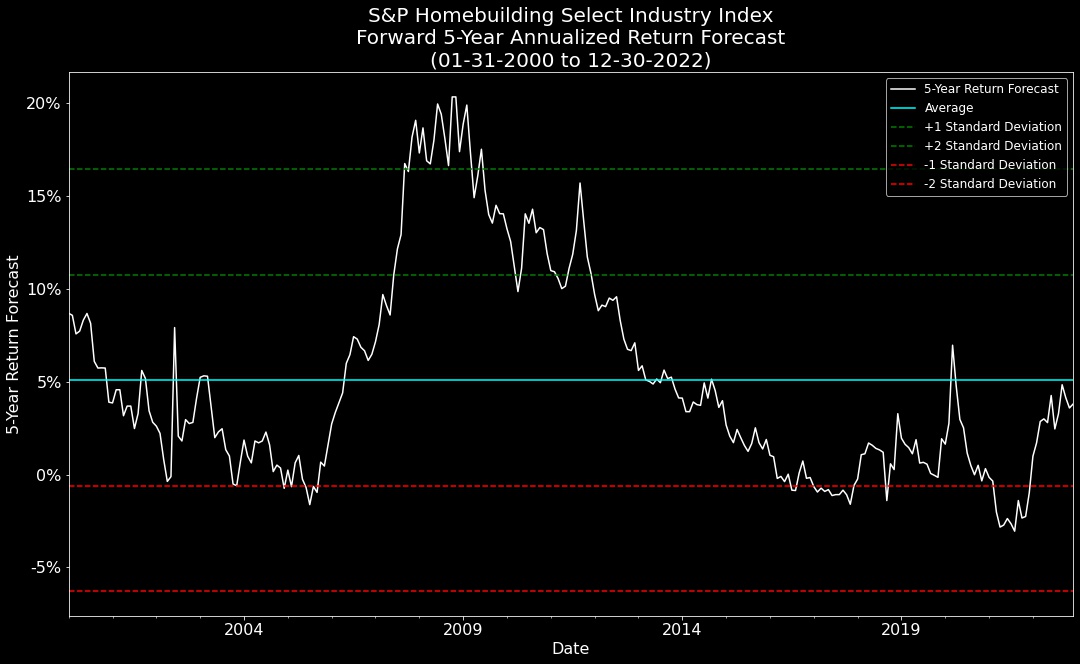 S&P Homebuilding Select Industry Index
Forward 5-Year Annualized Return Forecast
(01-31-2000 to 12-30-2022)
5-Year Return Forecast
Average
+1 Standard Deviation
+2 Standard Deviation
-1 Standard Deviation
-2 Standard Deviation
20%
15%
10%
5%
0%
-5%
5-Year Return Forecast
2004
2009
2014
2019
Date